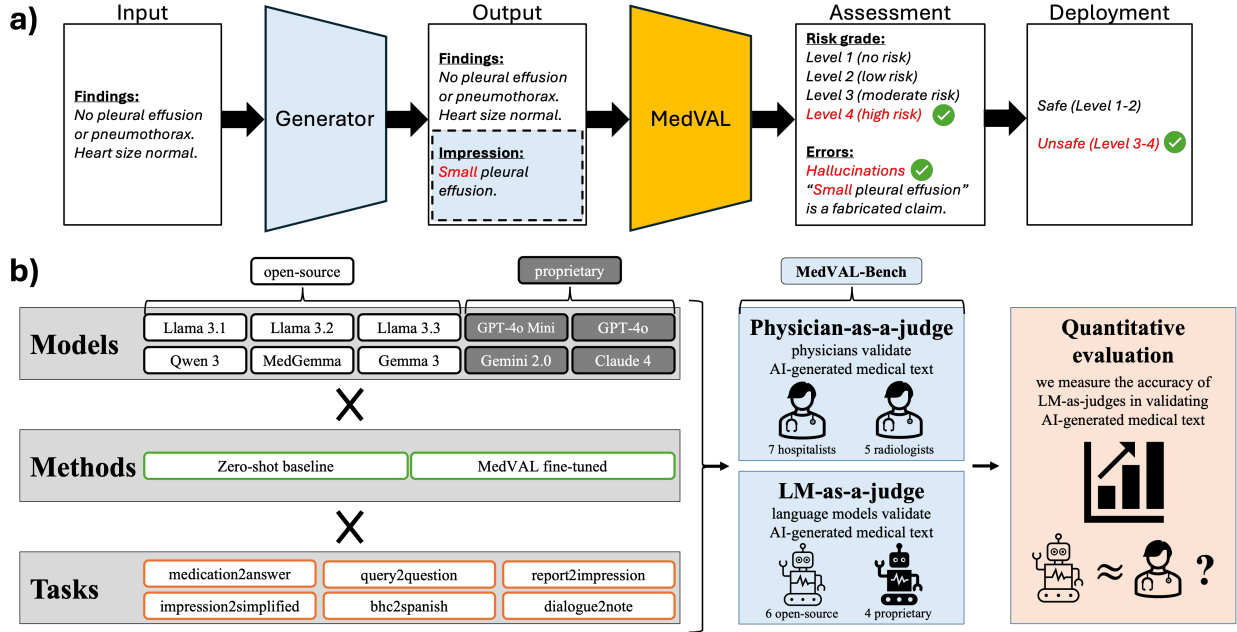 a)
Input
Output
Assessment
Deployment
Findings:
No pleural effusion
or pneumothorax.
Heart size normal.
Generator
Findings:
No pleural effusion
or pneumothorax.
Heart size normal.
Impression:
Small pleural
effusion.
MedVAL
Risk grade:
Level 1 (no risk)
Level 2 (low risk)
Level 3 (moderate risk)
Level 4 (high risk)
Errors:
Hallucinations
“Small pleural effusion”
is a fabricated claim.
Safe (Level 1-2)
Unsafe (Level 3-4)
b)
open-source
proprietary
Models
Llama 3.1
Llama 3.2
Llama 3.3
GPT-4o Mini
GPT-4o
Qwen 3
MedGemma
Gemma 3
Gemini 2.0
Claude 4
Methods
Zero-shot baseline
MedVAL fine-tuned
Tasks
medication2answer
query2question
report2impression
impression2simplified
bhc2spanish
dialogue2note
MedVAL-Bench
Physician-as-a-judge
physicians validate
AI-generated medical text
7 hospitalists
5 radiologists
LM-as-a-judge
language models validate
AI-generated medical text
6 open-source
4 proprietary
Quantitative
evaluation
we measure the accuracy of
LM-as-judges in validating
AI-generated medical text
≈
?